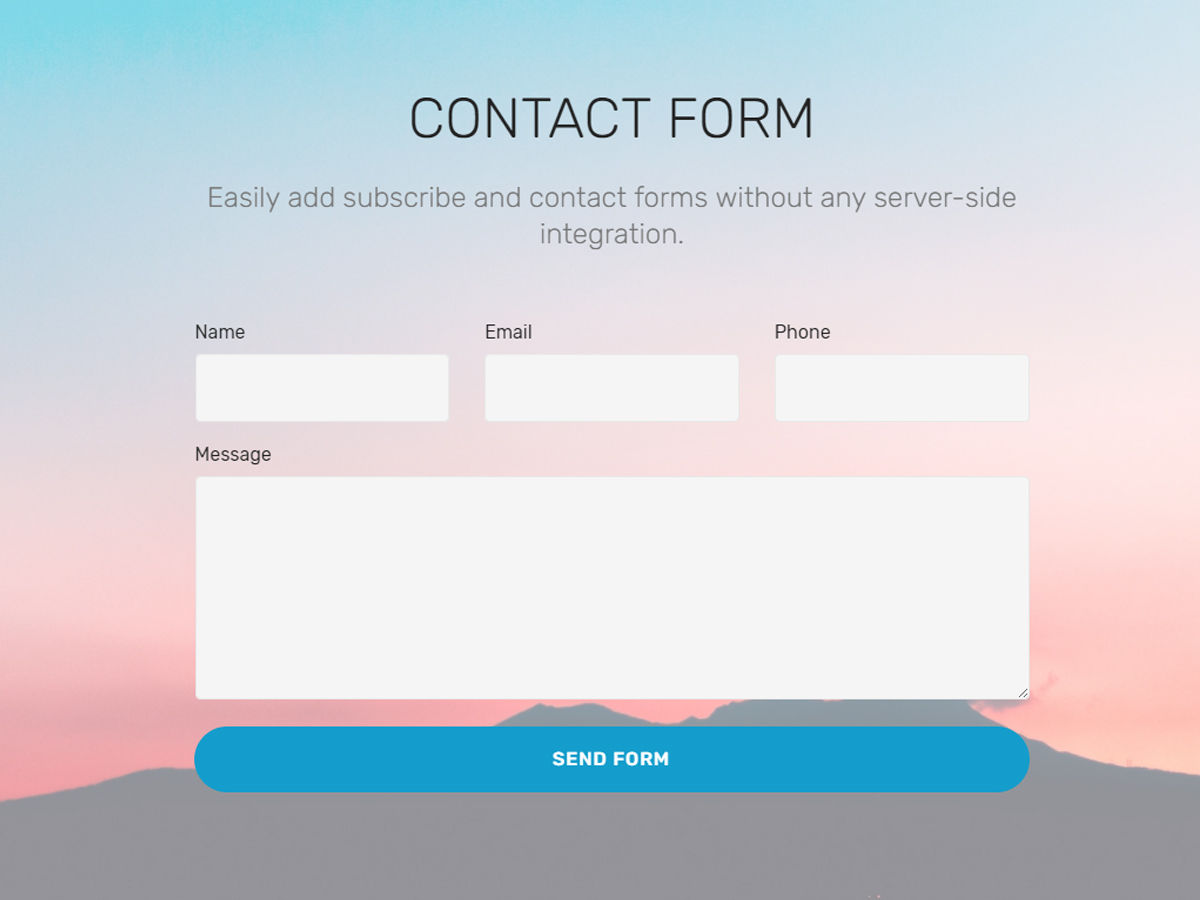 CONTACT FORM
Easily add subscribe and contact forms without any server-side
integration.
Name
Email
Phone
Message
SEND FORM